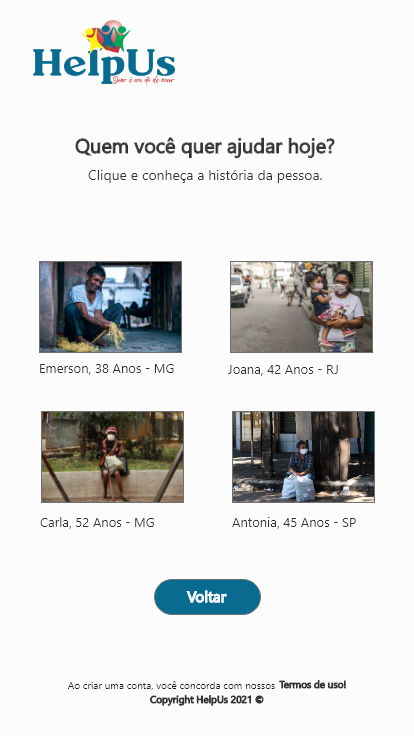 HelpUs
Doar é um ato de amor
Quem você quer ajudar hoje?
Clique e conheça a história da pessoa.
Emerson, 38 Anos - MG
Joana, 42 Anos - RJ
Carla, 52 Anos - MG
Antonia, 45 Anos - SP
Voltar
Ao criar uma conta, você concorda com nossos Termos de uso!
Copyright HelpUs 2021 ©